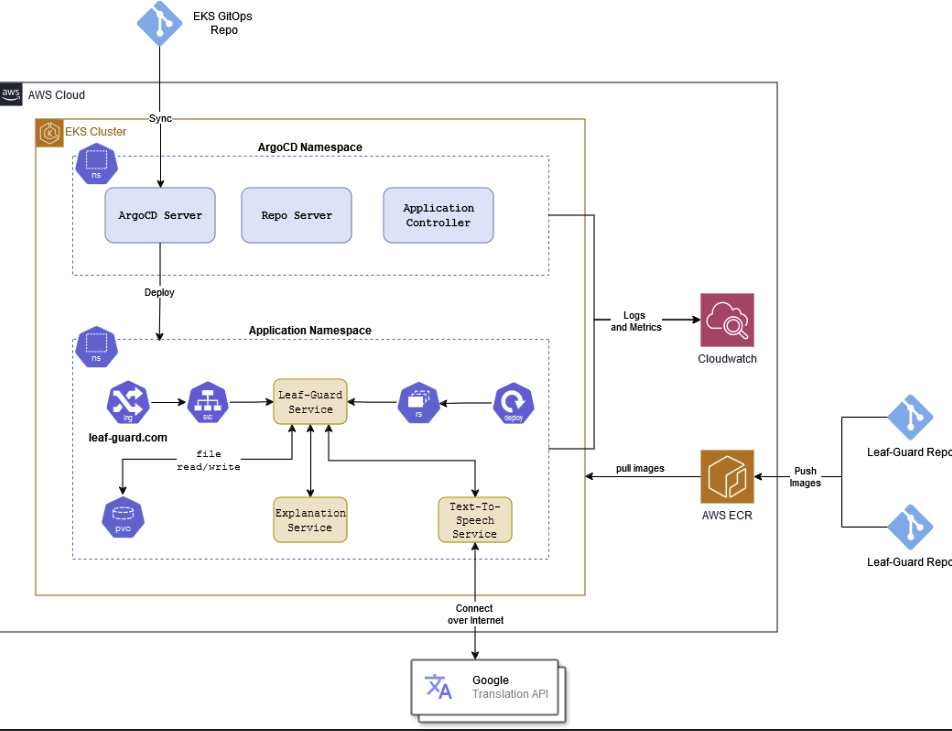 EKS GitOps
Repo
aws
AWS Cloud
Sync
EKS Cluster
ArgoCD Namespace
ns
ArgoCD Server
Repo Server
Application
Controller
Deploy
Logs
and Metrics
Cloudwatch
Application Namespace
ns
ing
svc
Leaf-Guard
Service
rs
deploy
leaf-guard.com
file
read/write
pvc
Explanation
Service
Text-To-
Speech
Service
pull images
AWS ECR
Push
Images
Leaf-Guard Repo
Leaf-Guard Repo
Connect
over Internet
Google
Translation API